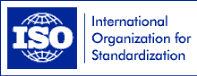 ISO
International
Organization for
Standardization